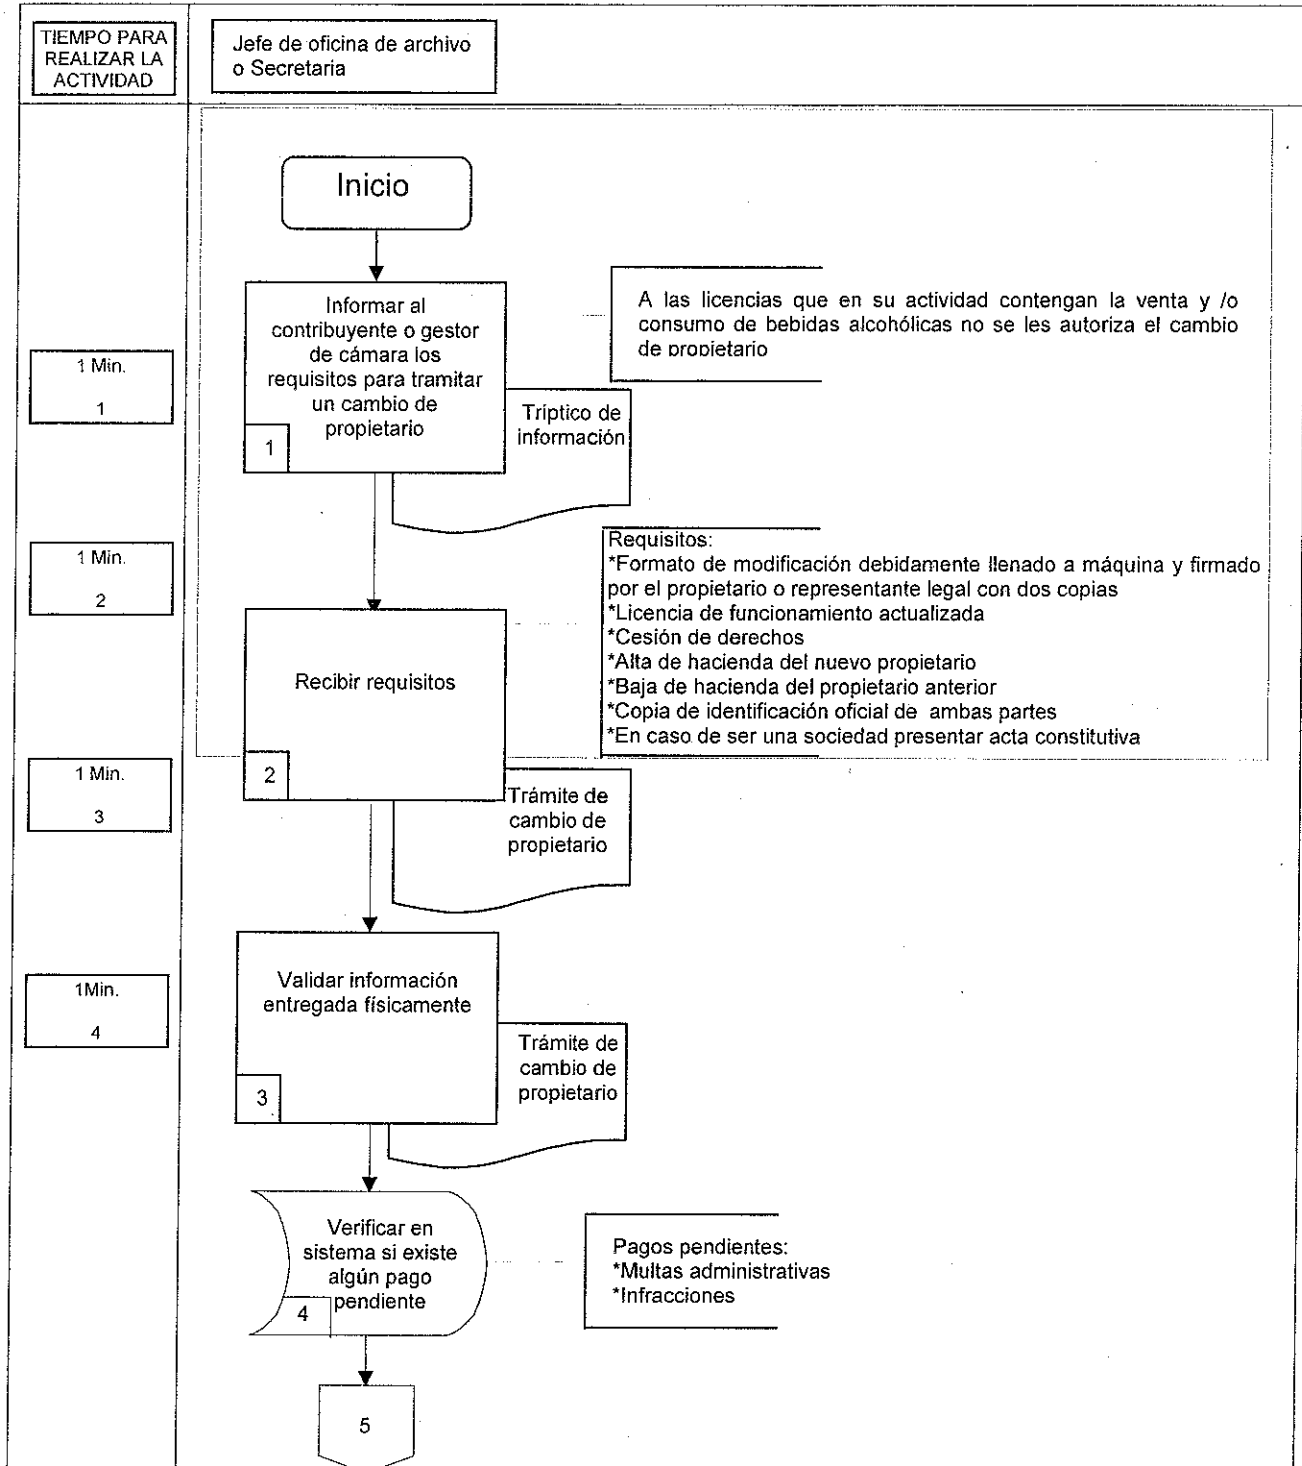 TIEMPO PARA
REALIZAR LA
ACTIVIDAD
Jefe de oficina de archivo
o Secretaria
Inicio
Informar al
contribuyente o gestor
de cámara los
requisitos para tramitar
un cambio de
propietario
1
A las licencias que en su actividad contengan la venta y /o
consumo de bebidas alcohólicas no se les autoriza el cambio
de propietario
1 Min.
1
Tríptico de
información
1 Min.
2
Requisitos:
*Formato de modificación debidamente llenado a máquina y firmado
por el propietario o representante legal con dos copias
*Licencia de funcionamiento actualizada
*Cesión de derechos
*Alta de hacienda del nuevo propietario
*Baja de hacienda del propietario anterior
*Copia de identificación oficial de ambas partes
*En caso de ser una sociedad presentar acta constitutiva
Recibir requisitos
2
1 Min.
3
Trámite de
cambio de
propietario
Validar información
entregada físicamente
3
1Min.
4
Trámite de
cambio de
propietario
Verificar en
sistema si existe
algún pago
pendiente
4
Pagos pendientes:
*Multas administrativas
*Infracciones
5